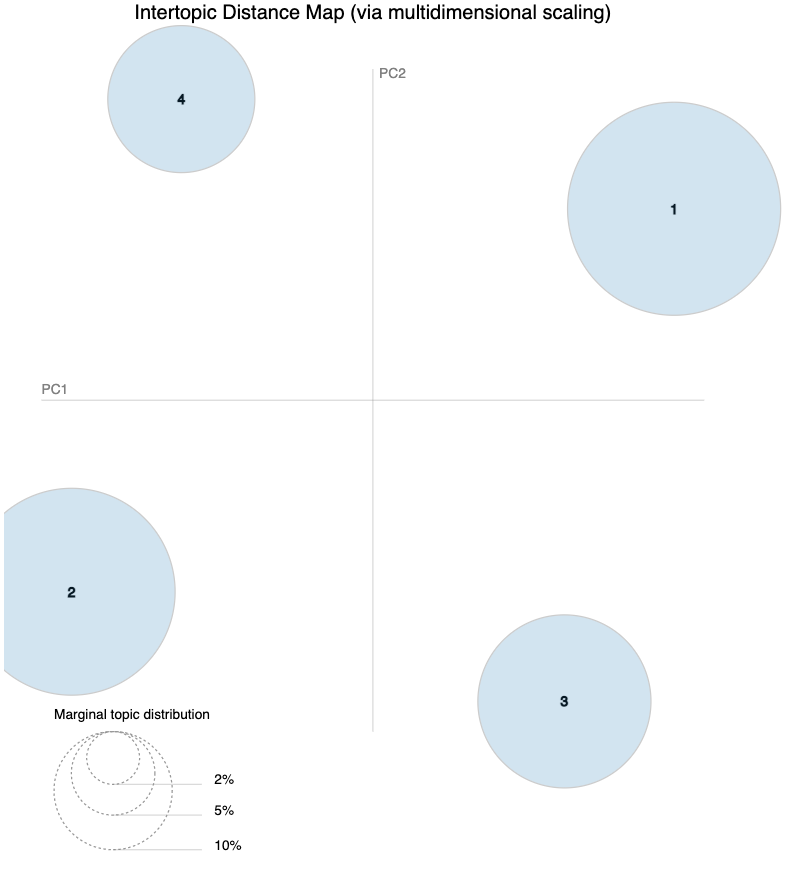 Intertopic Distance Map (via multidimensional scaling)
PC2
4
1
PC1
2
3
Marginal topic distribution
2%
5%
10%